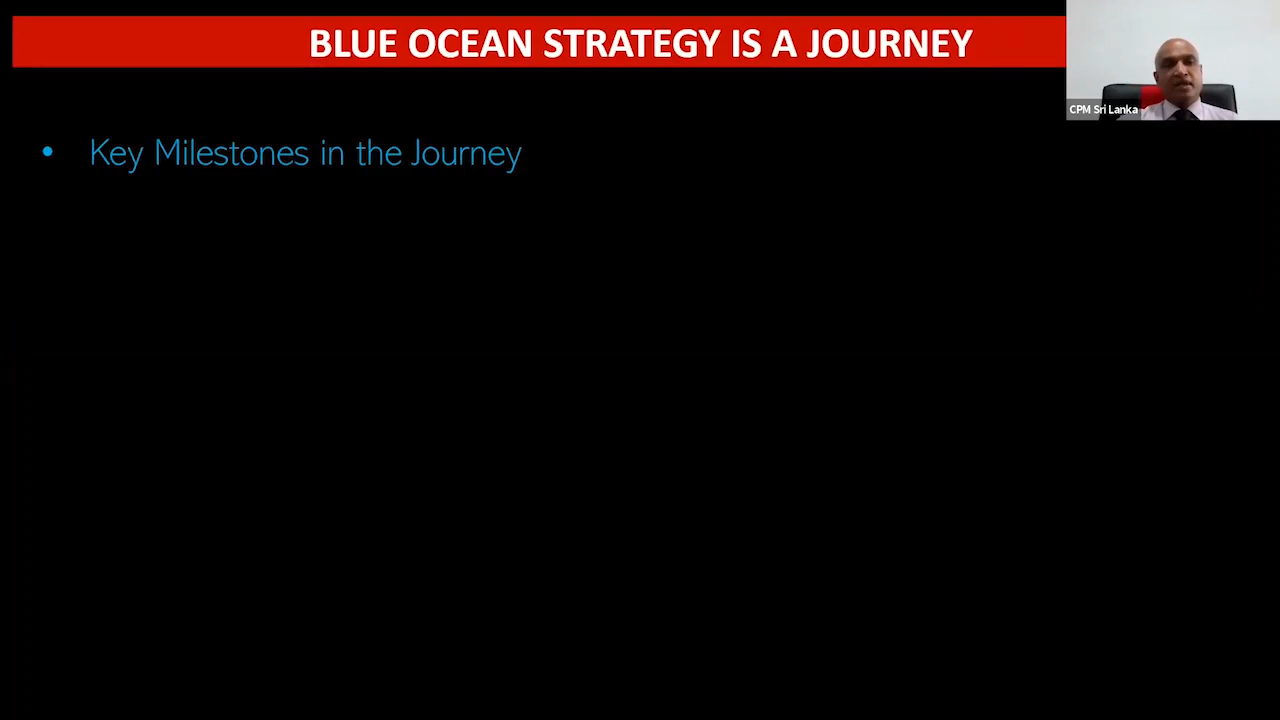 BLUE OCEAN STRATEGY IS A JOURNEY
CPM Sri Lanka
• Key Milestones in the Journey